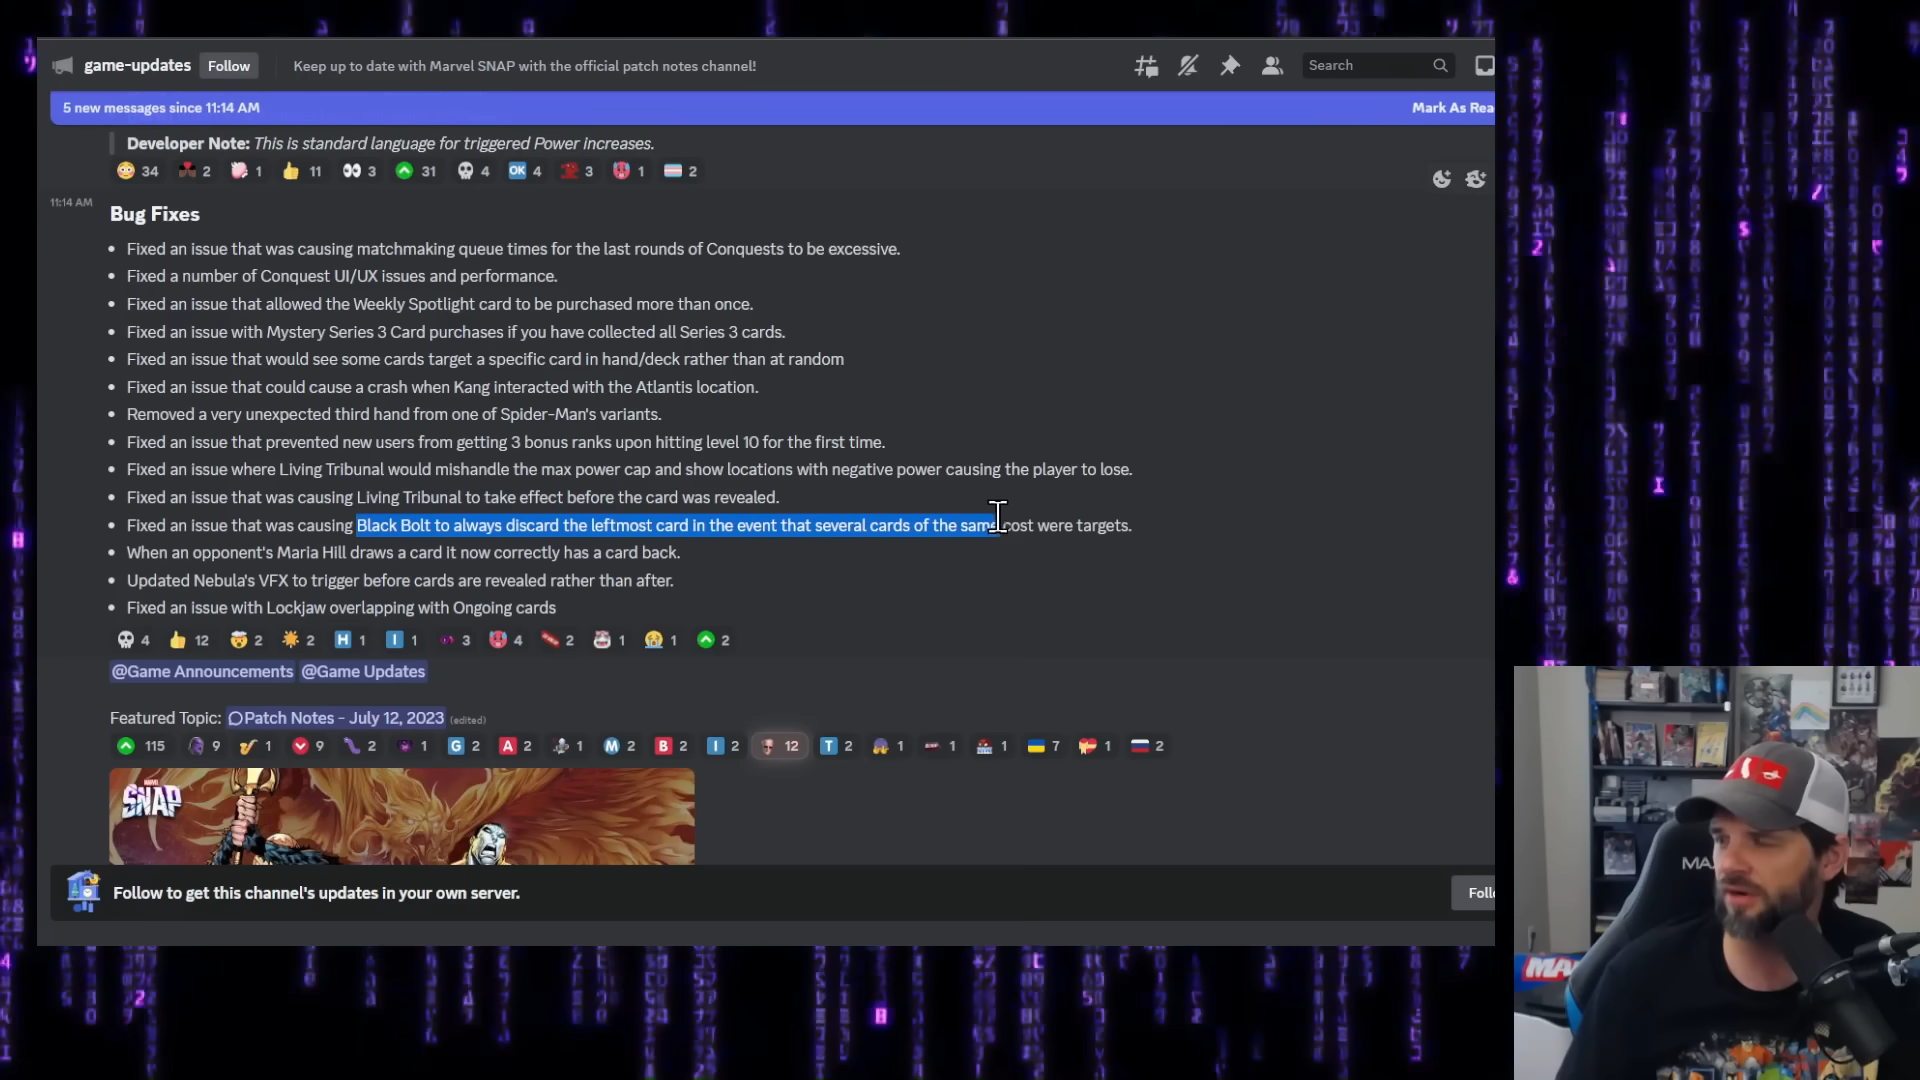 game-updates Follow Keep up to date with Marvel SNAP with the official patch notes channel! Search
5 new messages since 11:14 AM Mark As Rea
Developer Note: This is standard language for triggered Power increases.
34 2 1 11 3 31 4 OK 4 3 1 2
11:14 AM
Bug Fixes
• Fixed an issue that was causing matchmaking queue times for the last rounds of Conquests to be excessive.
• Fixed a number of Conquest UI/UX issues and performance.
• Fixed an issue that allowed the Weekly Spotlight card to be purchased more than once.
• Fixed an issue with Mystery Series 3 Card purchases if you have collected all Series 3 cards.
• Fixed an issue that would see some cards target a specific card in hand/deck rather than at random
• Fixed an issue that could cause a crash when Kang interacted with the Atlantis location.
• Removed a very unexpected third hand from one of Spider-Man's variants.
• Fixed an issue that prevented new users from getting 3 bonus ranks upon hitting level 10 for the first time.
• Fixed an issue where Living Tribunal would mishandle the max power cap and show locations with negative power causing the player to lose.
• Fixed an issue that was causing Living Tribunal to take effect before the card was revealed.
• Fixed an issue that was causing Black Bolt to always discard the leftmost card in the event that several cards of the same cost were targets.
• When an opponent's Maria Hill draws a card it now correctly has a card back.
• Updated Nebula's VFX to trigger before cards are revealed rather than after.
• Fixed an issue with Lockjaw overlapping with Ongoing cards
4 12 2 2 H 1 I 1 3 4 2 1 1 2
@Game Announcements @Game Updates
Featured Topic: Patch Notes - July 12, 2023 (edited)
115 9 1 9 2 1 G 2 A 2 1 M 2 B 2 I 2 12 T 2 1 1 1 7 1 2
MARVEL
SNAP
Follow to get this channel's updates in your own server. Foll